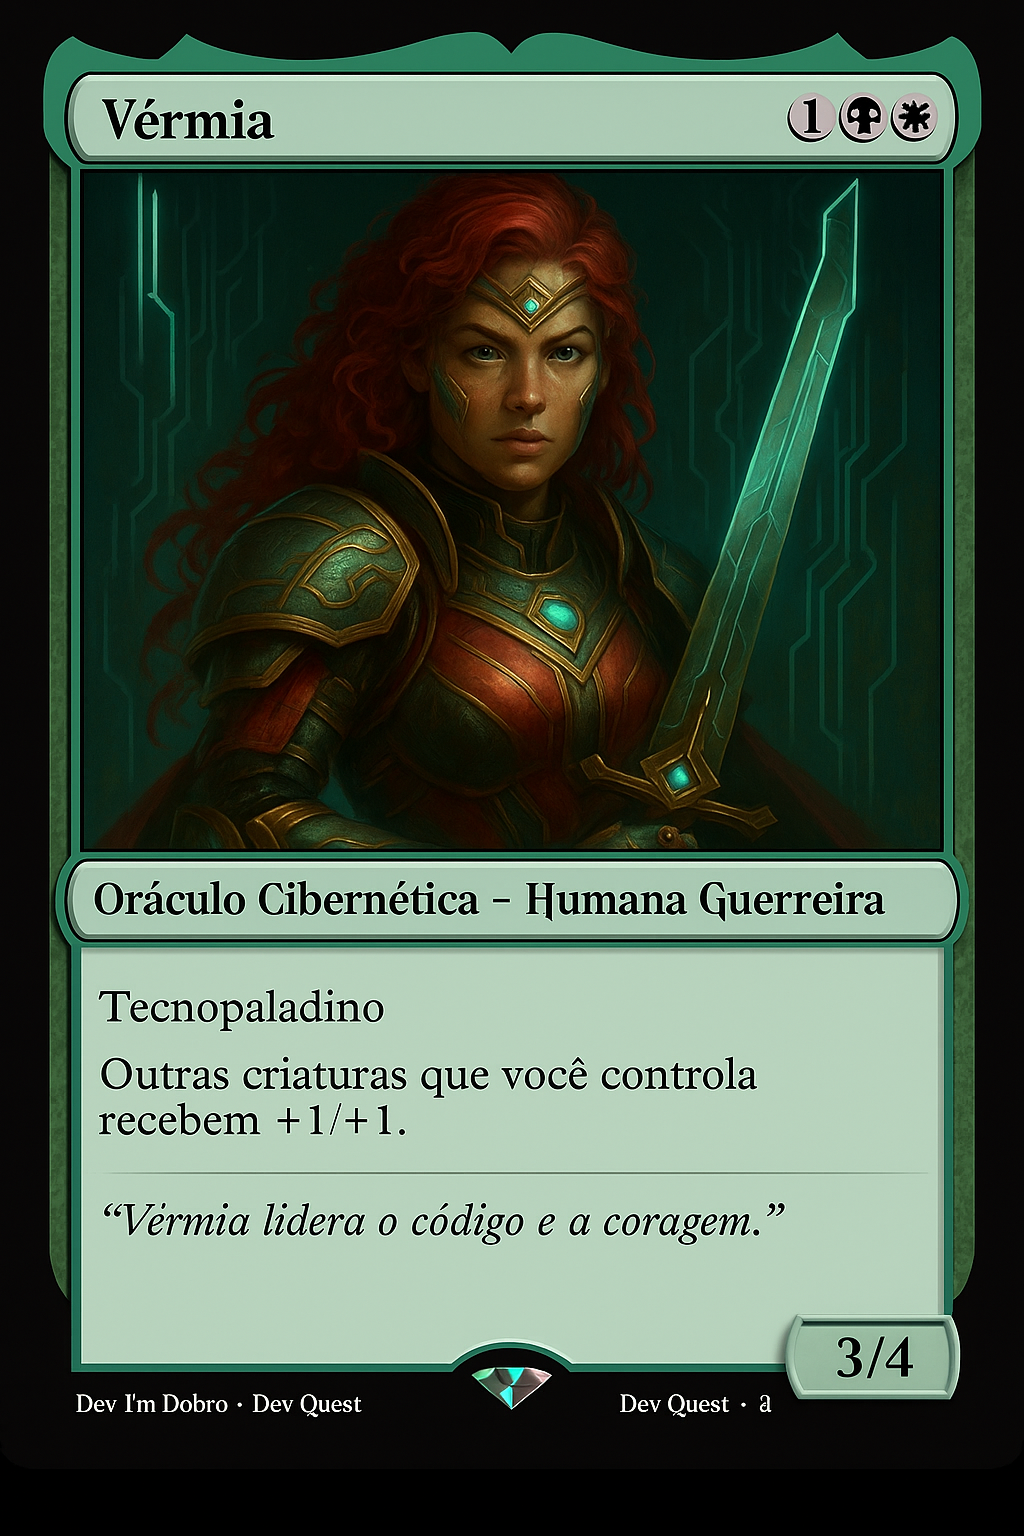 Vérmia
1
Oráculo Cibernética – Humana Guerreira
Tecnopaladino
Outras criaturas que você controla
recebem +1/+1.
“Vérmia lidera o código e a coragem.”
3/4
Dev I'm Dobro · Dev Quest
Dev Quest · a